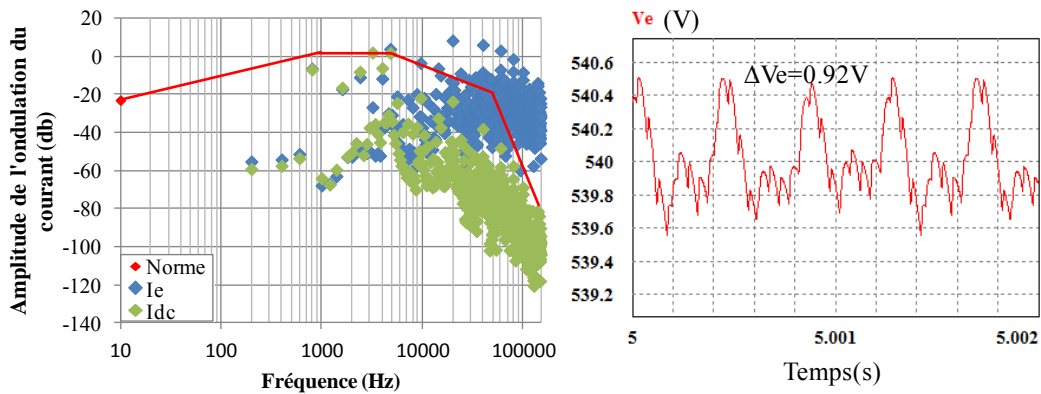 Amplitude de l'ondulation du
courant (db)
20
0
-20
-40
-60
-80
-100
-120
-140
Norme
Ie
Idc
10
100
1000
10000
100000
Fréquence (Hz)
Ve (V)
ΔVe=0.92V
540.6
540.4
540.2
540
539.8
539.6
539.4
539.2
5
5.001
5.002
Temps(s)